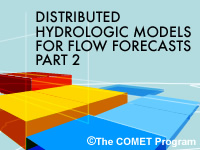 DISTRIBUTED
HYDROLOGIC MODELS
FOR FLOW FORECASTS
PART 2
©The COMET Program